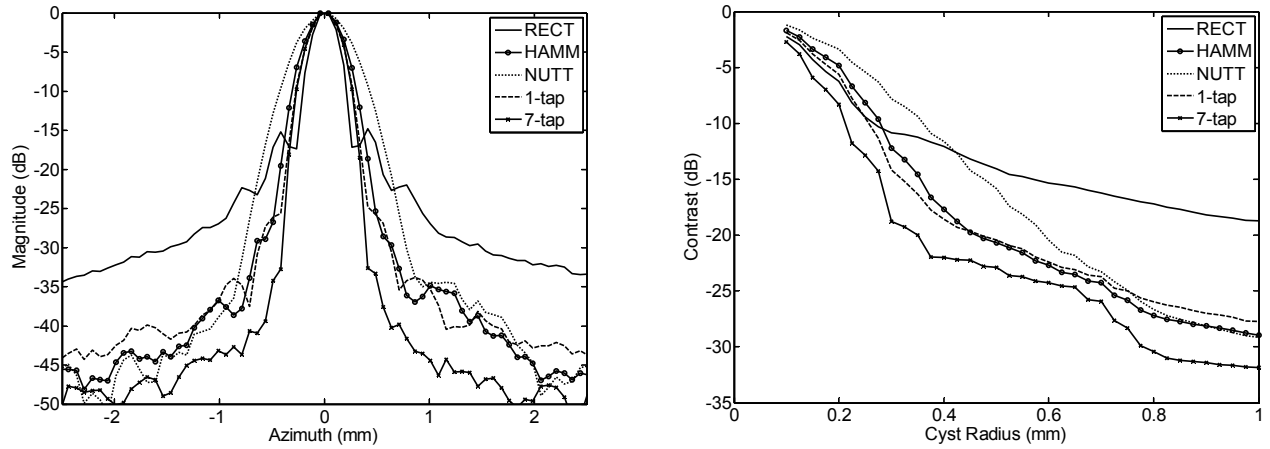 0
-5
-10
-15
-20
-25
-30
-35
-40
-45
-50
Magnitude (dB)
-2
-1
0
1
2
Azimuth (mm)
RECT
HAMM
NUTT
1-tap
7-tap
0
-5
-10
-15
-20
-25
-30
-35
Contrast (dB)
0
0.2
0.4
0.6
0.8
1
Cyst Radius (mm)
RECT
HAMM
NUTT
1-tap
7-tap